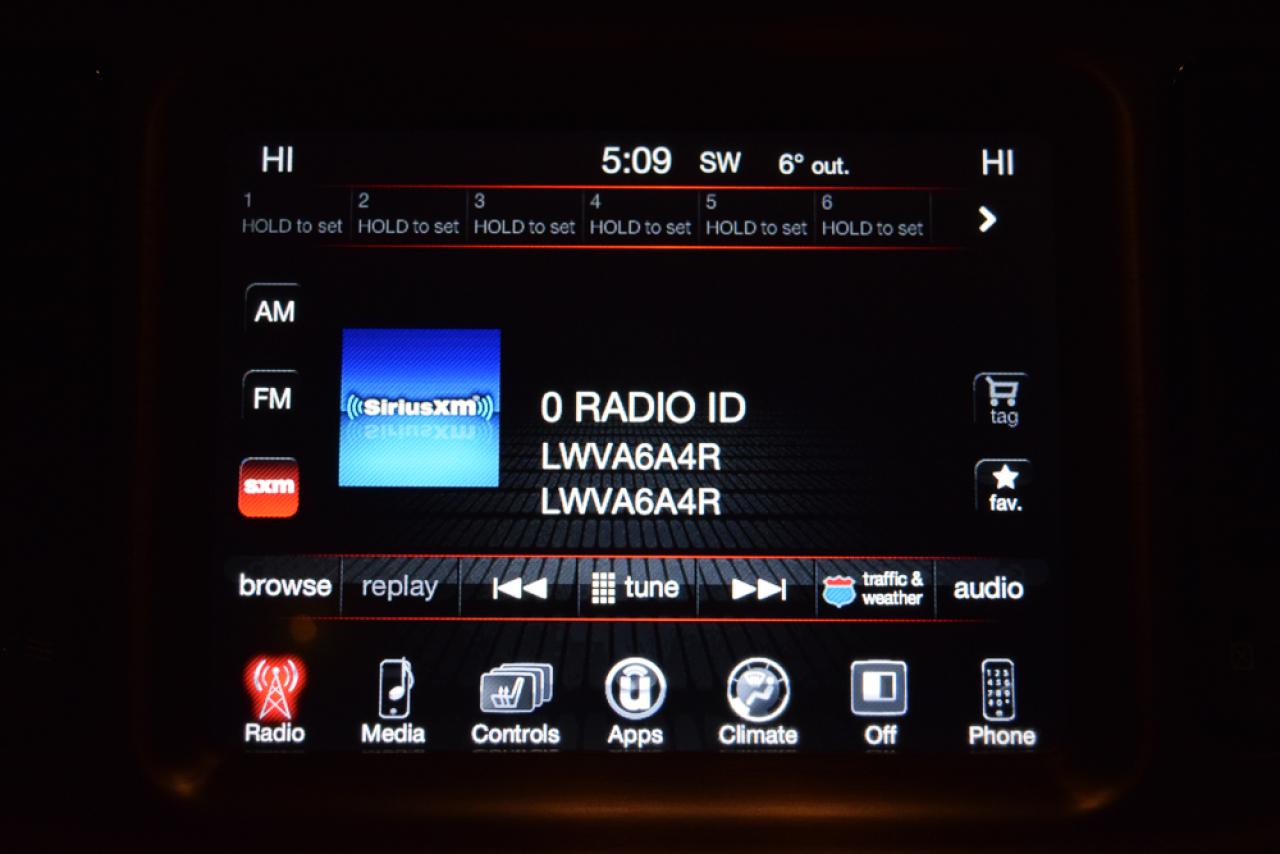 HI 5:09 SW 6° out. HI
1 2 3 4 5 6
HOLD to set HOLD to set HOLD to set HOLD to set HOLD to set HOLD to set
AM
FM
sxm
SiriusXM
0 RADIO ID
LWVA6A4R
LWVA6A4R
tag
fav.
browse replay tune traffic & weather audio
Radio Media Controls Apps Climate Off Phone